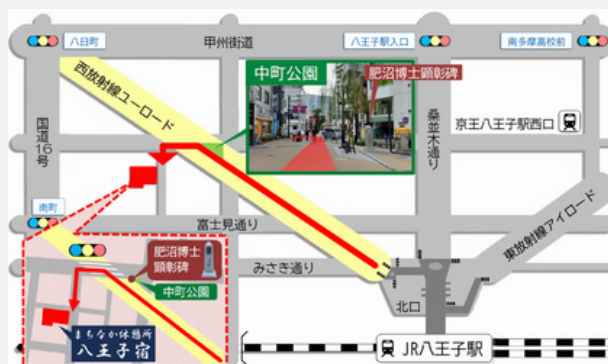 八日町
甲州街道
八王子駅入口
南多摩高校前
西放射線ユーロード
中町公園
肥沼博士顕彰碑
国道16号
桑並木通り
京王八王子駅西口
南町
富士見通り
東放射線アイロード
肥沼博士
顕彰碑
中町公園
みさき通り
北口
まちなか休憩所
八王子宿
JR八王子駅